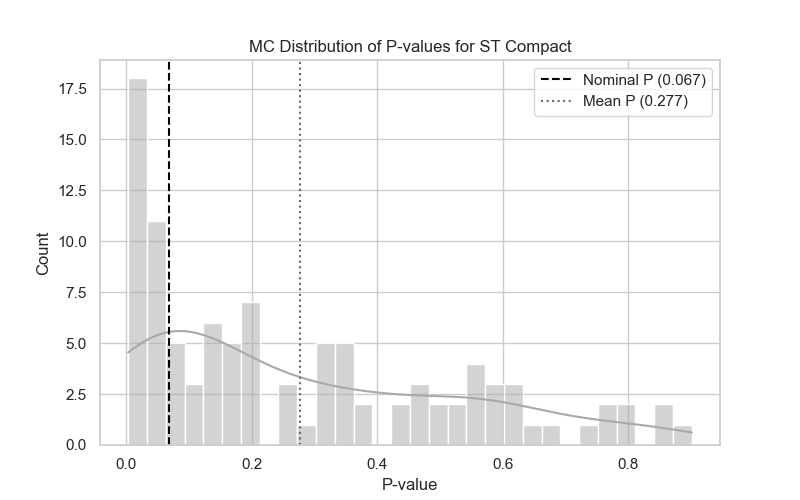 MC Distribution of P-values for ST Compact
Nominal P (0.067)
Mean P (0.277)
17.5
15.0
12.5
10.0
7.5
5.0
2.5
0.0
Count
0.0 0.2 0.4 0.6 0.8
P-value